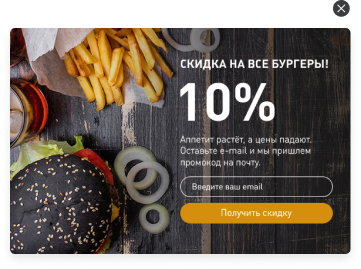 СКИДКА НА ВСЕ БУРГЕРЫ!
10%
Аппетит растёт, а цены падают.
Оставьте e-mail и мы пришлем
промокод на почту.
Введите ваш email
Получить скидку